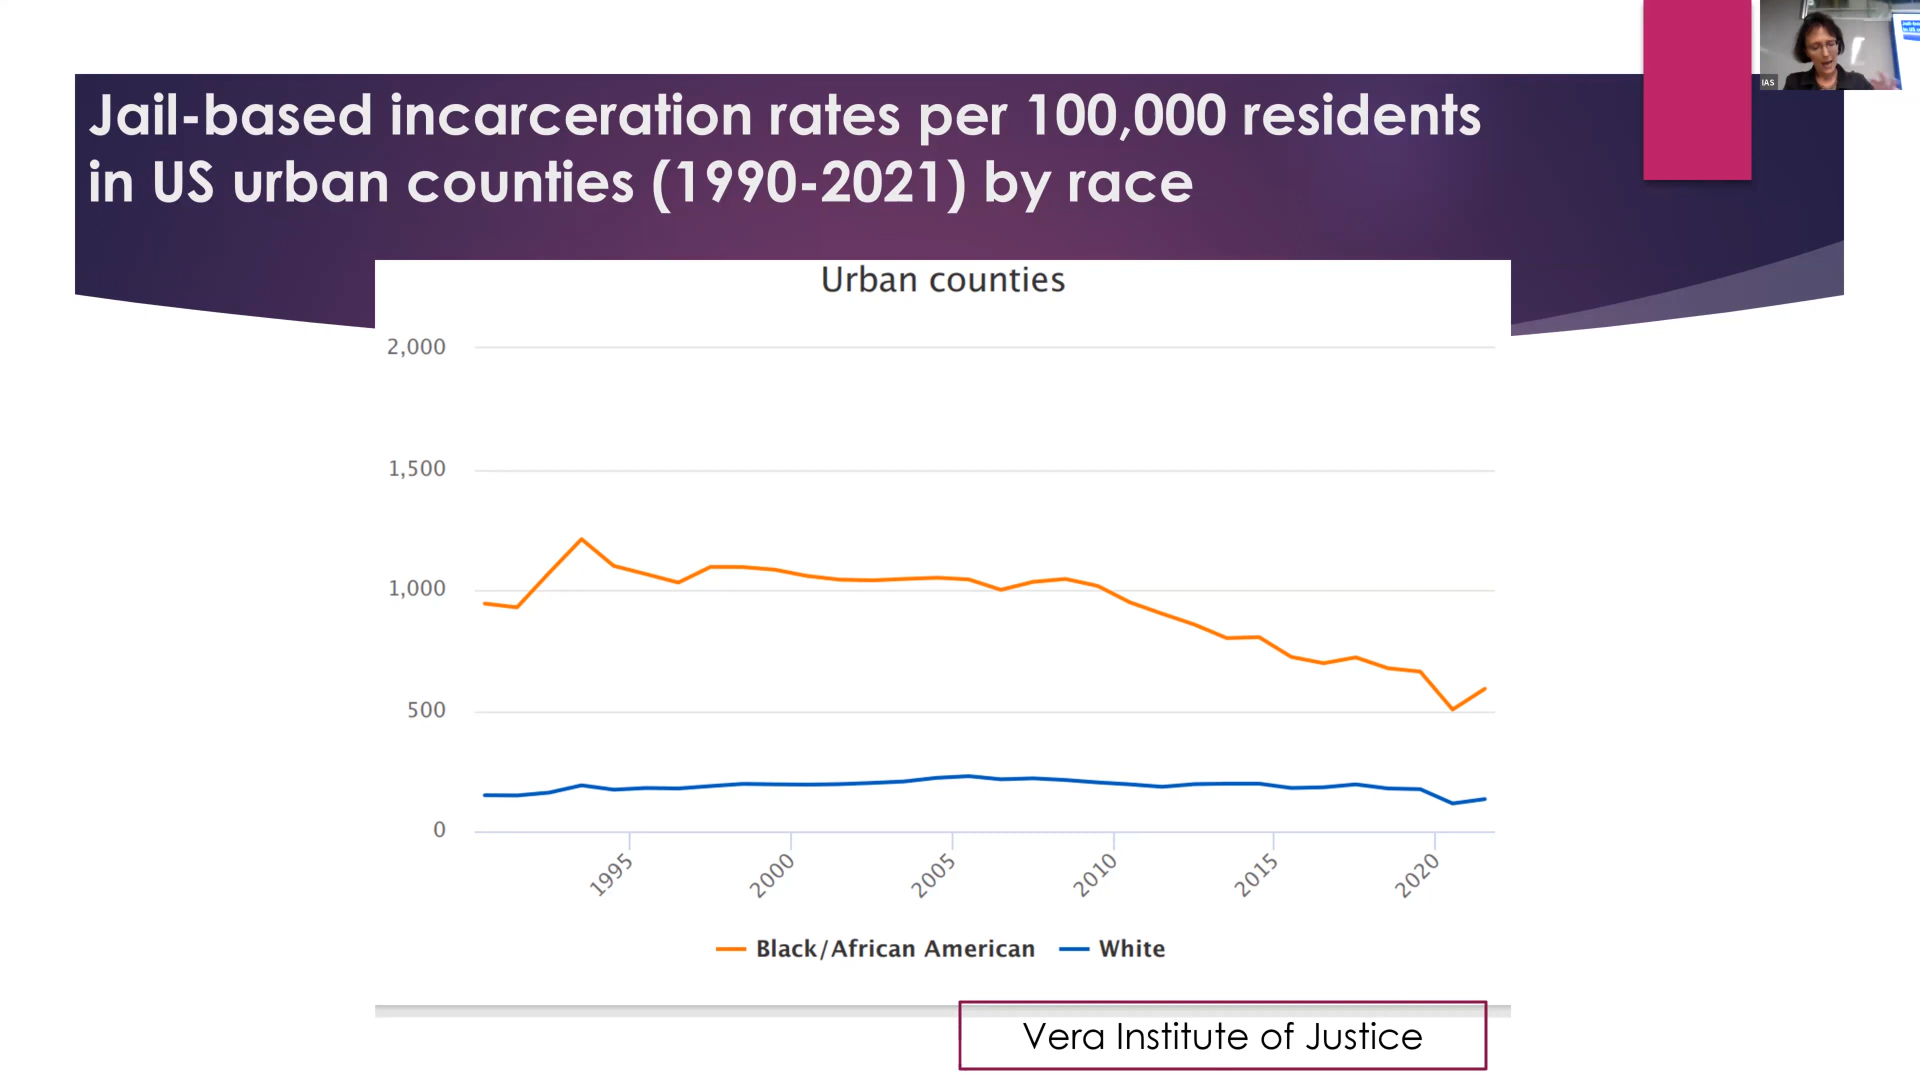 Jail-based incarceration rates per 100,000 residents
in US urban counties (1990-2021) by race
IAS
Urban counties
2,000
1,500
1,000
500
0
1995
2000
2005
2010
2015
2020
Black/African American
White
Vera Institute of Justice